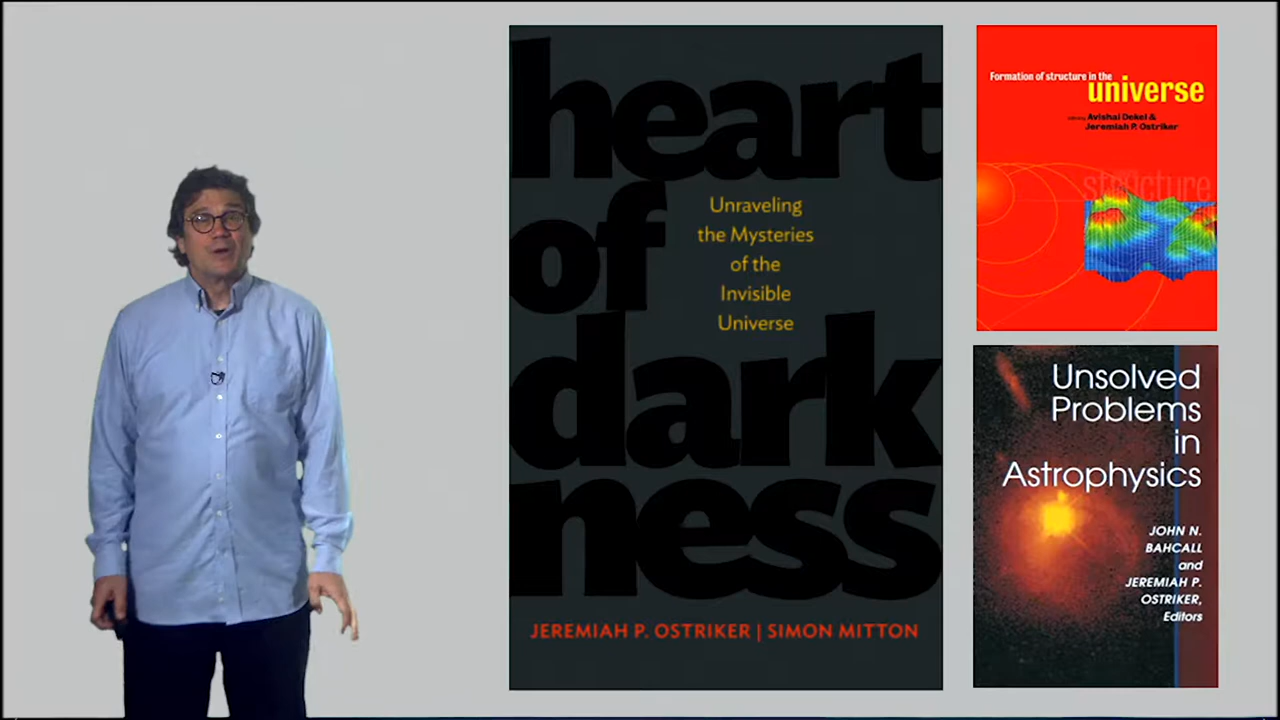 heart
of
dark
ness
Unraveling
the Mysteries
of the
Invisible
Universe
JEREMIAH P. OSTRIKER | SIMON MITTON
Formation of structure in the
universe
Avishai Dekel &
Jeremiah P. Ostriker
structure
Unsolved
Problems
in
Astrophysics
JOHN N.
BAHCALL
and
JEREMIAH P.
OSTRIKER,
Editors